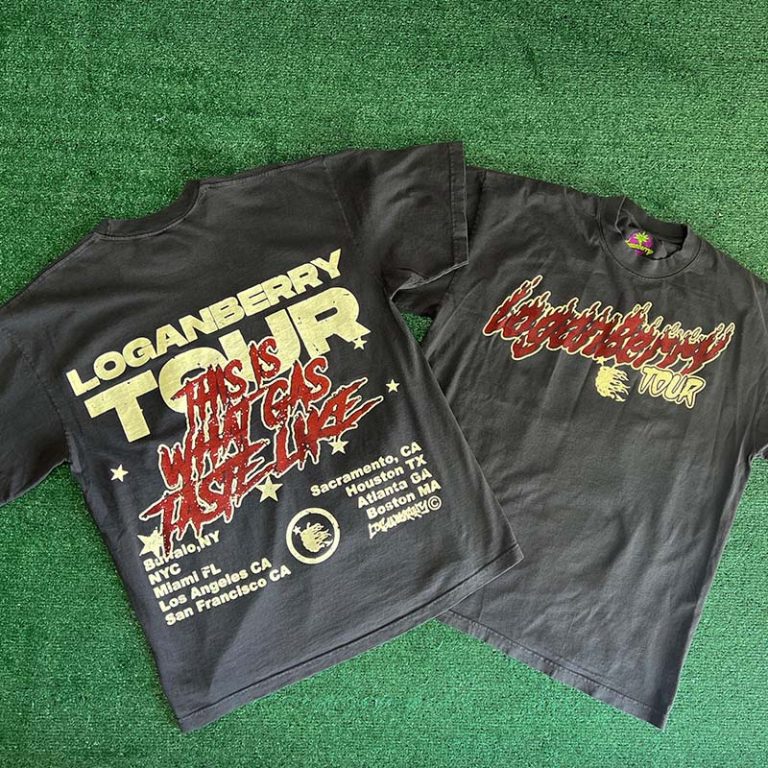 LOGANBERRY
TOUR
THIS IS
WHAT GAS
TASTE LIKE
Sacramento, CA
Houston TX
Atlanta GA
Boston MA
LOGANBERRY ©
Buffalo,NY
NYC
Miami FL
Los Angeles CA
San Francisco CA
loganberry
TOUR